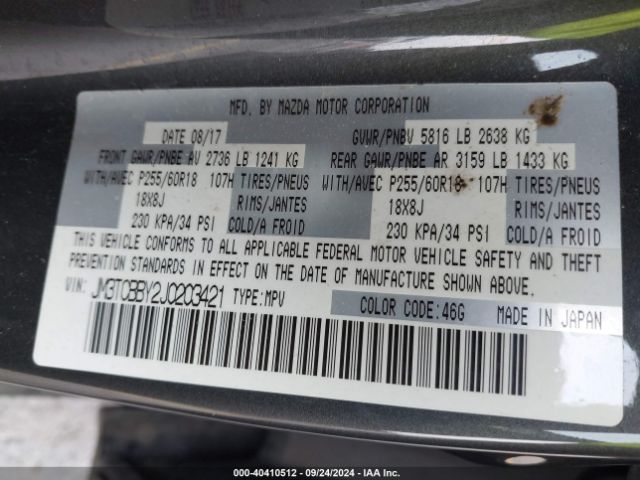 MFD. BY MAZDA MOTOR CORPORATION
DATE 08/17 GVWR/PNBV 5816 LB 2638 KG
FRONT GAWR/PNBE AV 2736 LB 1241 KG REAR GAWR/PNBE AR 3159 LB 1433 KG
WITH/AVEC P255/60R18 107H TIRES/PNEUS WITH/AVEC P255/60R18 107H TIRES/PNEUS
18X8J RIMS/JANTES 18X8J RIMS/JANTES
230 KPA/34 PSI COLD/A FROID 230 KPA/34 PSI COLD/A FROID
THIS VEHICLE CONFORMS TO ALL APPLICABLE FEDERAL MOTOR VEHICLE SAFETY AND THEFT
PREVENTION STANDARDS IN EFFECT ON THE DATE OF MANUFACTURE SHOWN ABOVE.
VIN: JM3TCBBY2J0203421 TYPE:MPV
COLOR CODE:46G MADE IN JAPAN
000-40410512 - 09/24/2024 - IAA Inc.